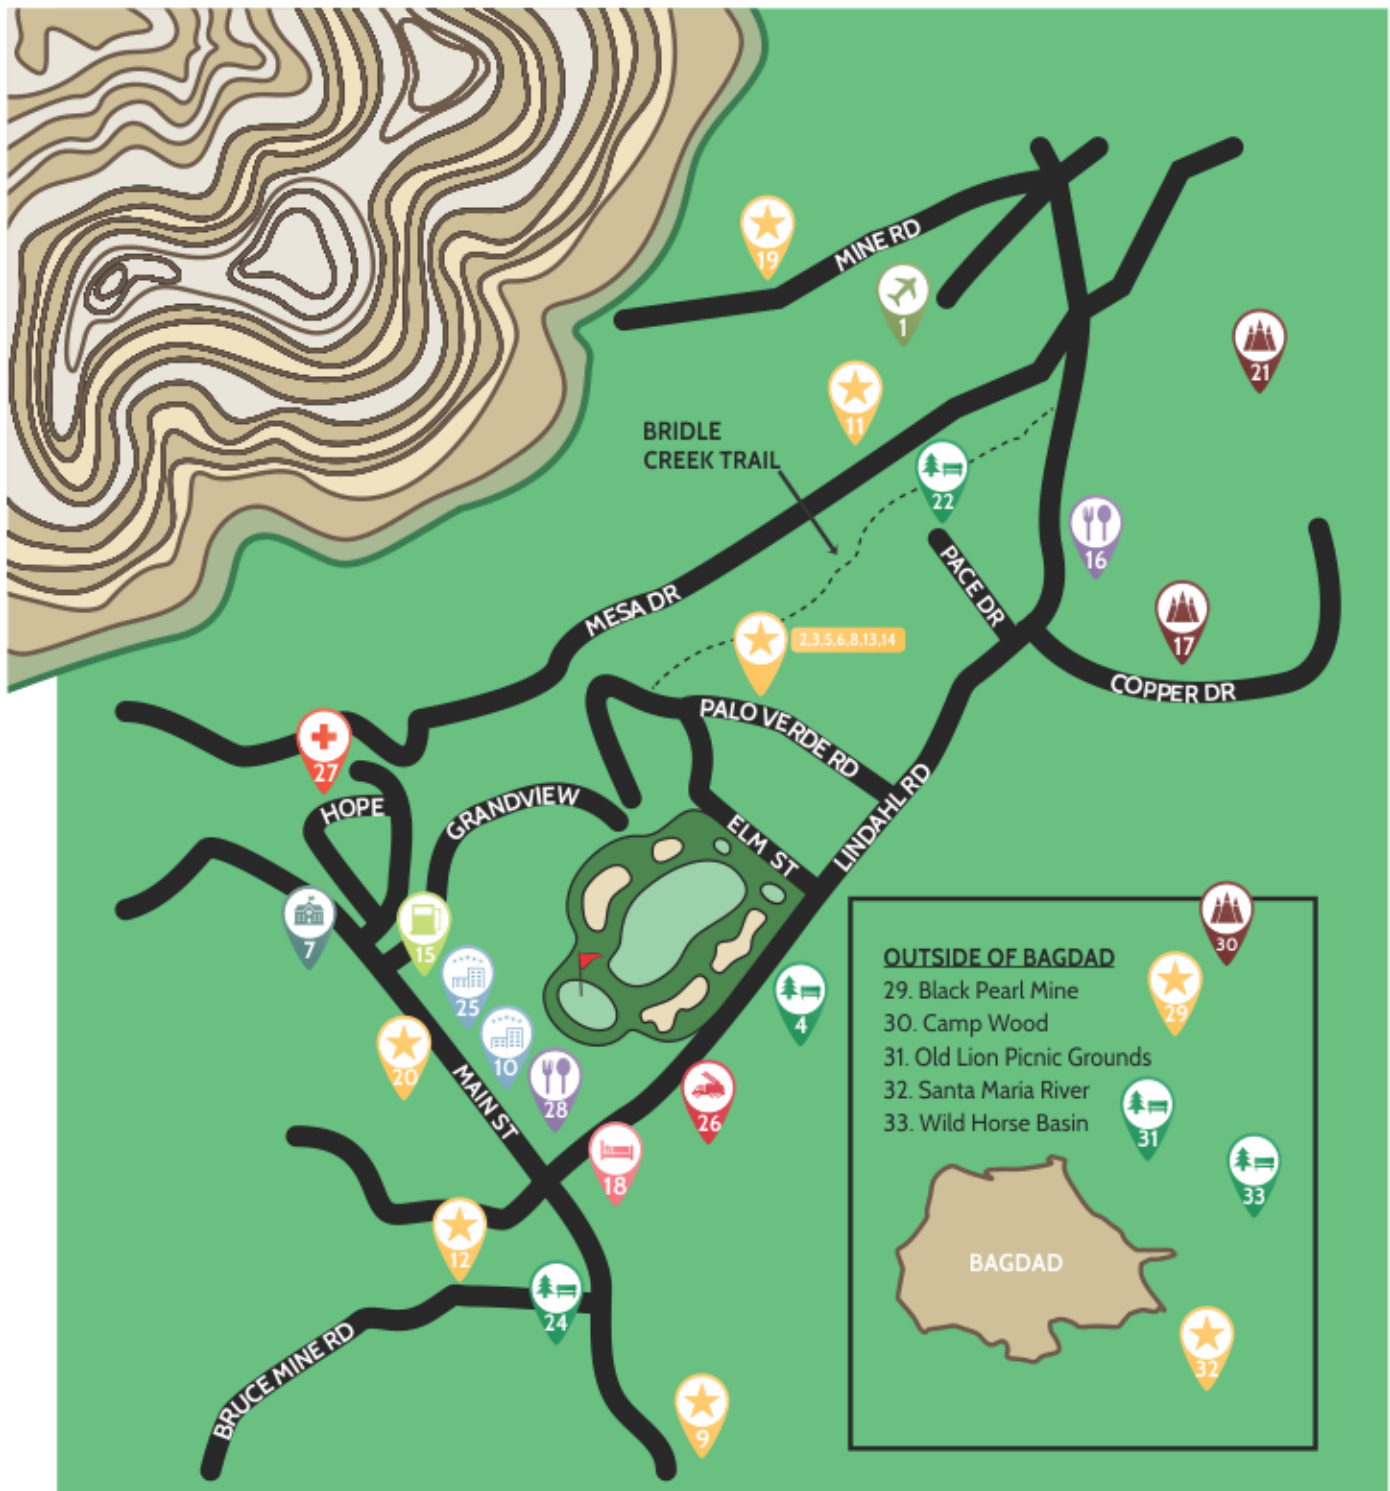 MINE RD
19
1
21
11
BRIDLE
CREEK TRAIL
22
16
PACE DR
MESA DR
17
2,3,5,6,8,13,14
COPPER DR
PALO VERDE RD
27
HOPE
GRANDVIEW
ELM ST
LINDAHL RD
7
15
25
10
4
20
MAIN ST
28
26
18
12
24
BRUCE MINE RD
9
30
OUTSIDE OF BAGDAD
29. Black Pearl Mine
30. Camp Wood
31. Old Lion Picnic Grounds
32. Santa Maria River
33. Wild Horse Basin
29
31
33
BAGDAD
32